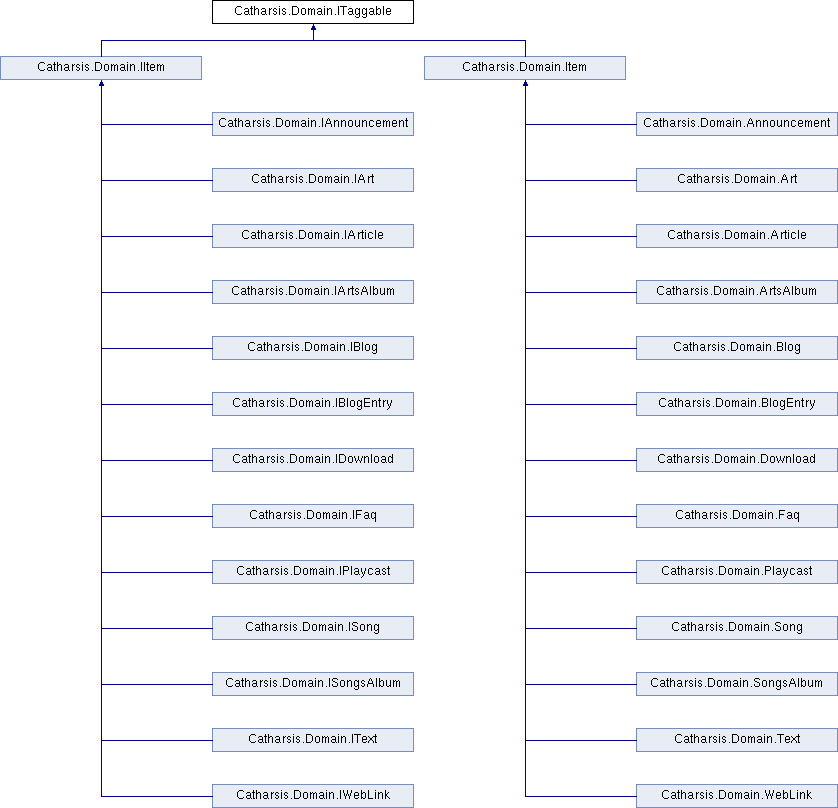 Catharsis.Domain.ITaggable
Catharsis.Domain.IItem
Catharsis.Domain.Item
Catharsis.Domain.IAnnouncement
Catharsis.Domain.Announcement
Catharsis.Domain.IArt
Catharsis.Domain.Art
Catharsis.Domain.IArticle
Catharsis.Domain.Article
Catharsis.Domain.IArtsAlbum
Catharsis.Domain.ArtsAlbum
Catharsis.Domain.IBlog
Catharsis.Domain.Blog
Catharsis.Domain.IBlogEntry
Catharsis.Domain.BlogEntry
Catharsis.Domain.IDownload
Catharsis.Domain.Download
Catharsis.Domain.IFaq
Catharsis.Domain.Faq
Catharsis.Domain.IPlaycast
Catharsis.Domain.Playcast
Catharsis.Domain.ISong
Catharsis.Domain.Song
Catharsis.Domain.ISongsAlbum
Catharsis.Domain.SongsAlbum
Catharsis.Domain.IText
Catharsis.Domain.Text
Catharsis.Domain.IWebLink
Catharsis.Domain.WebLink